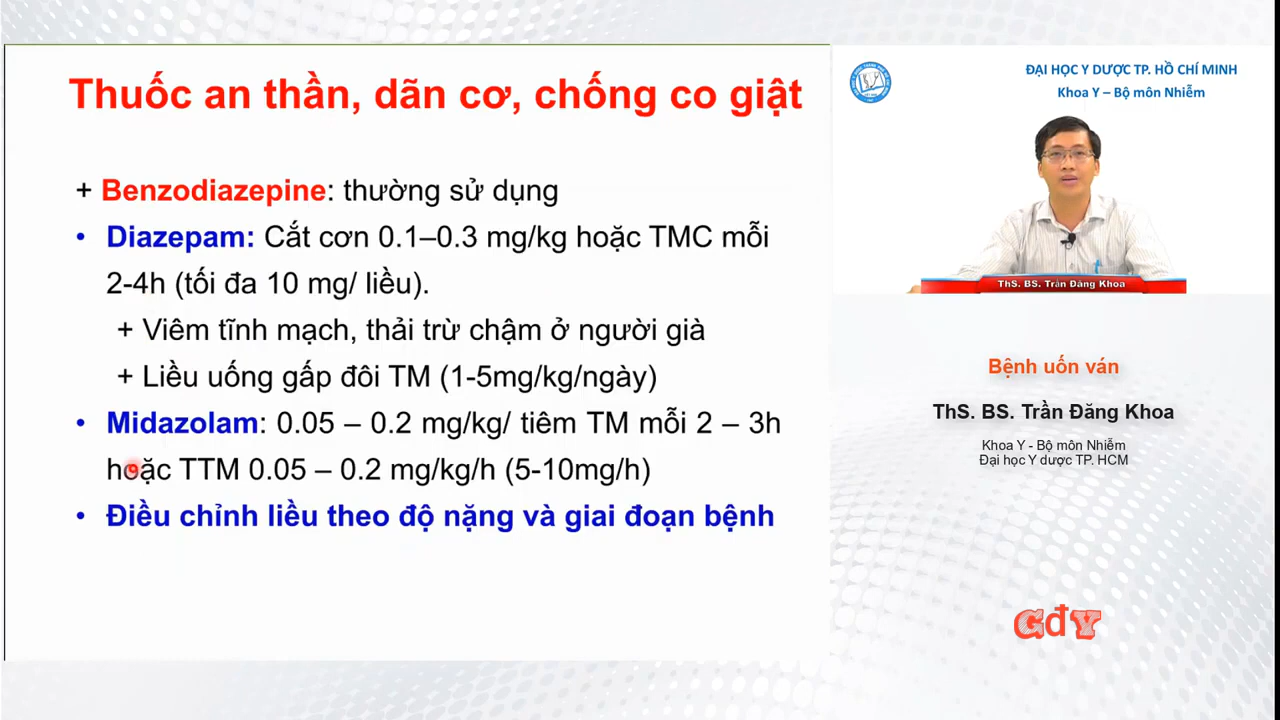 Thuốc an thần, dãn cơ, chống co giật
+ Benzodiazepine: thường sử dụng
• Diazepam: Cắt cơn 0.1–0.3 mg/kg hoặc TMC mỗi
2-4h (tối đa 10 mg/ liều).
+ Viêm tĩnh mạch, thải trừ chậm ở người già
+ Liều uống gấp đôi TM (1-5mg/kg/ngày)
• Midazolam: 0.05 – 0.2 mg/kg/ tiêm TM mỗi 2 – 3h
hoặc TTM 0.05 – 0.2 mg/kg/h (5-10mg/h)
• Điều chỉnh liều theo độ nặng và giai đoạn bệnh
ĐẠI HỌC Y DƯỢC TP. HỒ CHÍ MINH
Khoa Y – Bộ môn Nhiễm
ThS. BS. Trần Đăng Khoa
Bệnh uốn ván
ThS. BS. Trần Đăng Khoa
Khoa Y - Bộ môn Nhiễm
Đại học Y dược TP. HCM
GđY